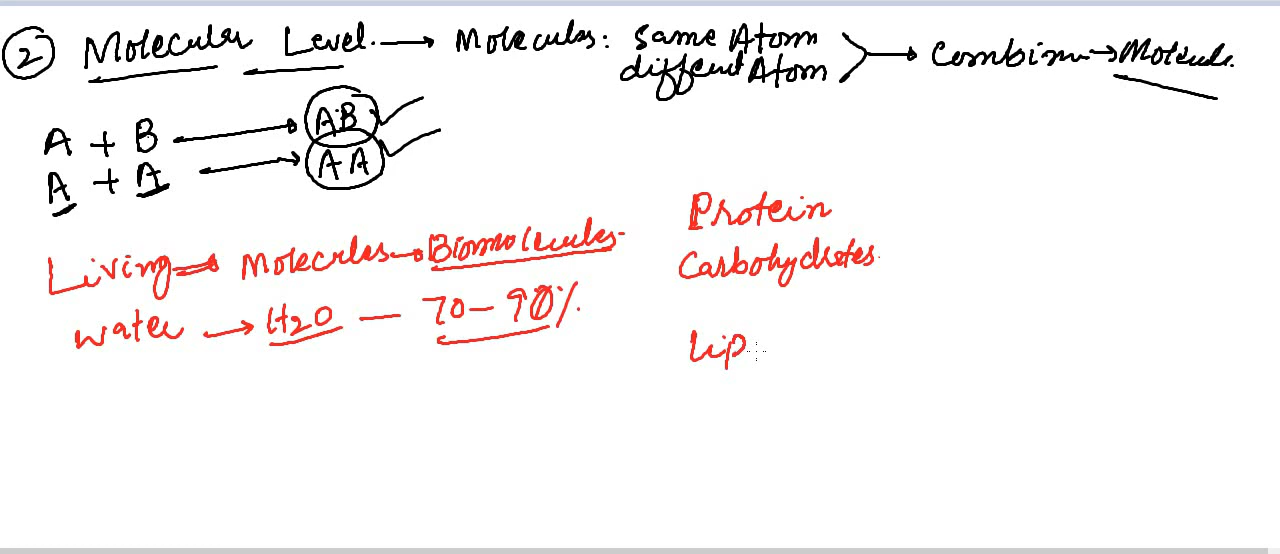 ② Molecular Level. → Molecules: Same Atom
different Atom → Combine → Molecule.
A + B → AB
A + A → AA
Living → Molecules → Biomolecules
Water → H2O — 70-90%.
Protein
Carbohydrates
Lip